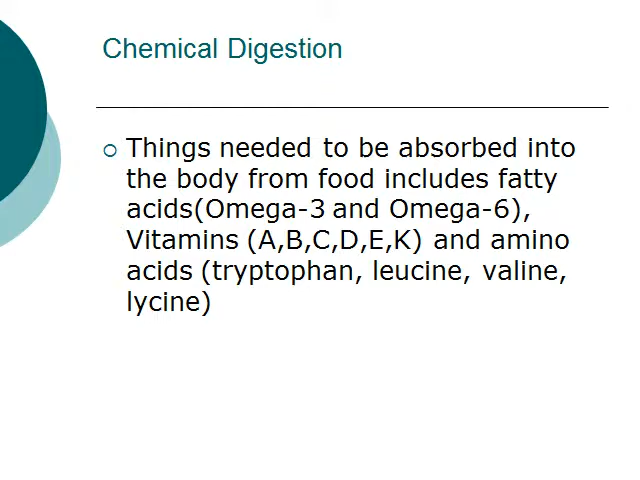 Chemical Digestion
Things needed to be absorbed into
the body from food includes fatty
acids(Omega-3 and Omega-6),
Vitamins (A,B,C,D,E,K) and amino
acids (tryptophan, leucine, valine,
lycine)